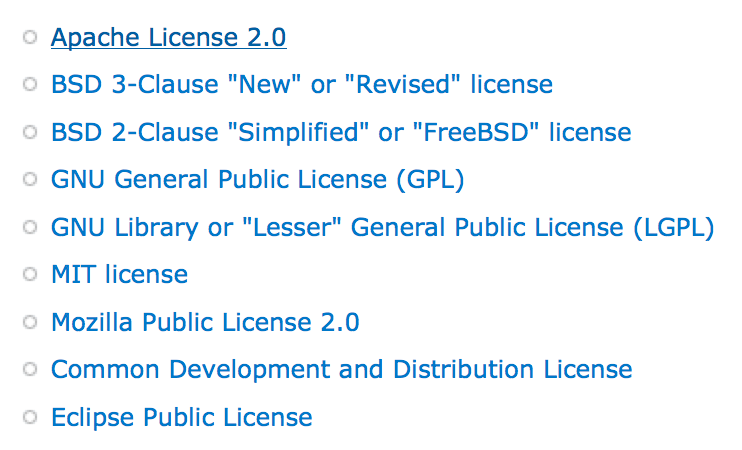 Apache License 2.0
BSD 3-Clause "New" or "Revised" license
BSD 2-Clause "Simplified" or "FreeBSD" license
GNU General Public License (GPL)
GNU Library or "Lesser" General Public License (LGPL)
MIT license
Mozilla Public License 2.0
Common Development and Distribution License
Eclipse Public License